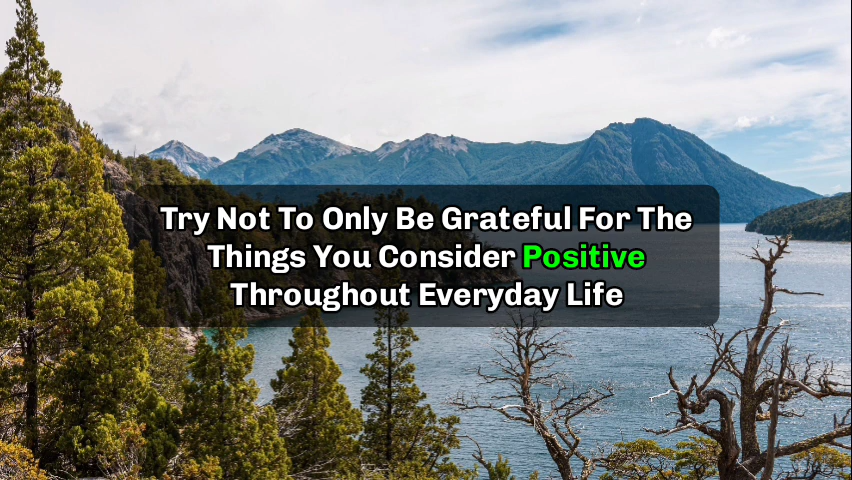 Try Not To Only Be Grateful For The
Things You Consider Positive
Throughout Everyday Life